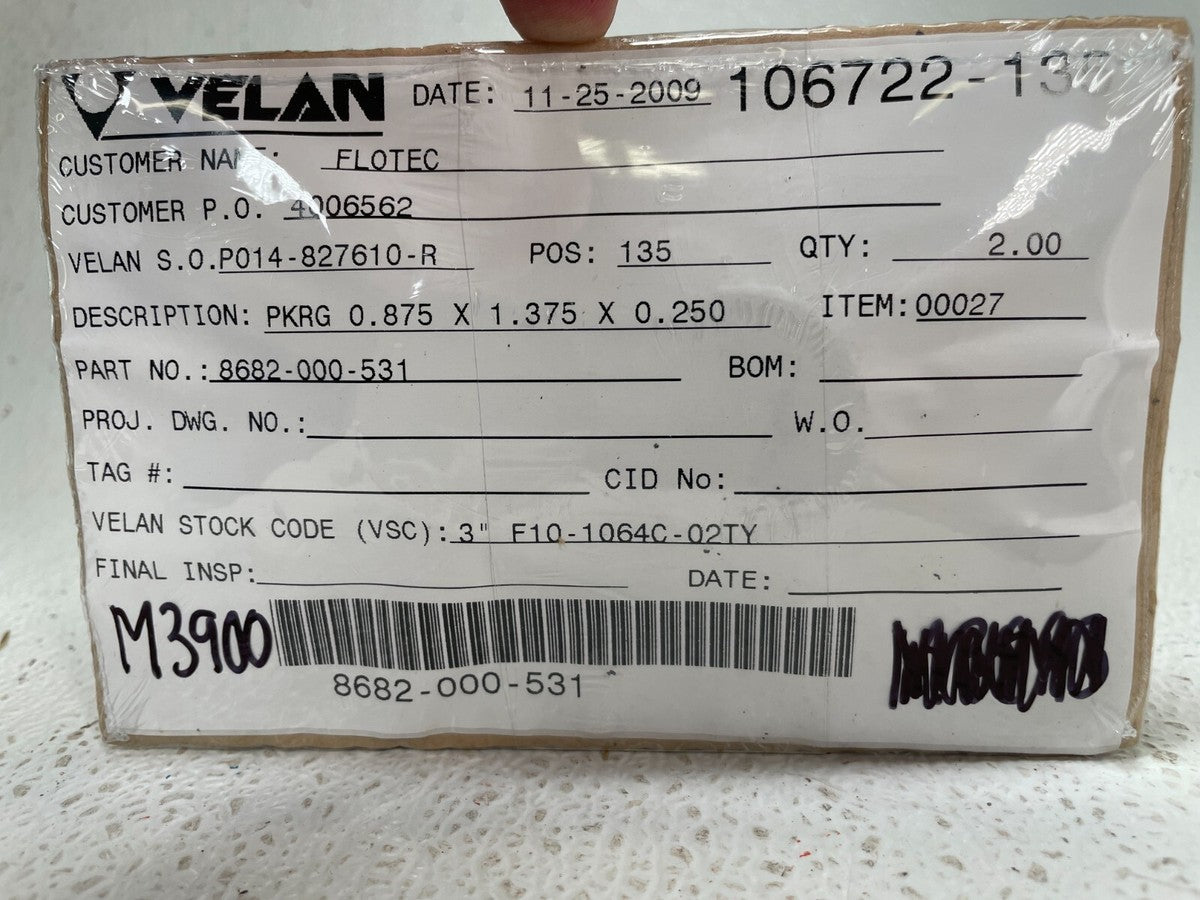 VELAN DATE: 11-25-2009 106722-135
CUSTOMER NAME: FLOTEC
CUSTOMER P.O. 4006562
VELAN S.O. P014-827610-R POS: 135 QTY: 2.00
DESCRIPTION: PKRG 0.875 X 1.375 X 0.250 ITEM: 00027
PART NO.: 8682-000-531 BOM:
PROJ. DWG. NO.: W.O.
TAG #: CID No:
VELAN STOCK CODE (VSC): 3" F10-1064C-02TY
FINAL INSP: DATE:
M3900
8682-000-531